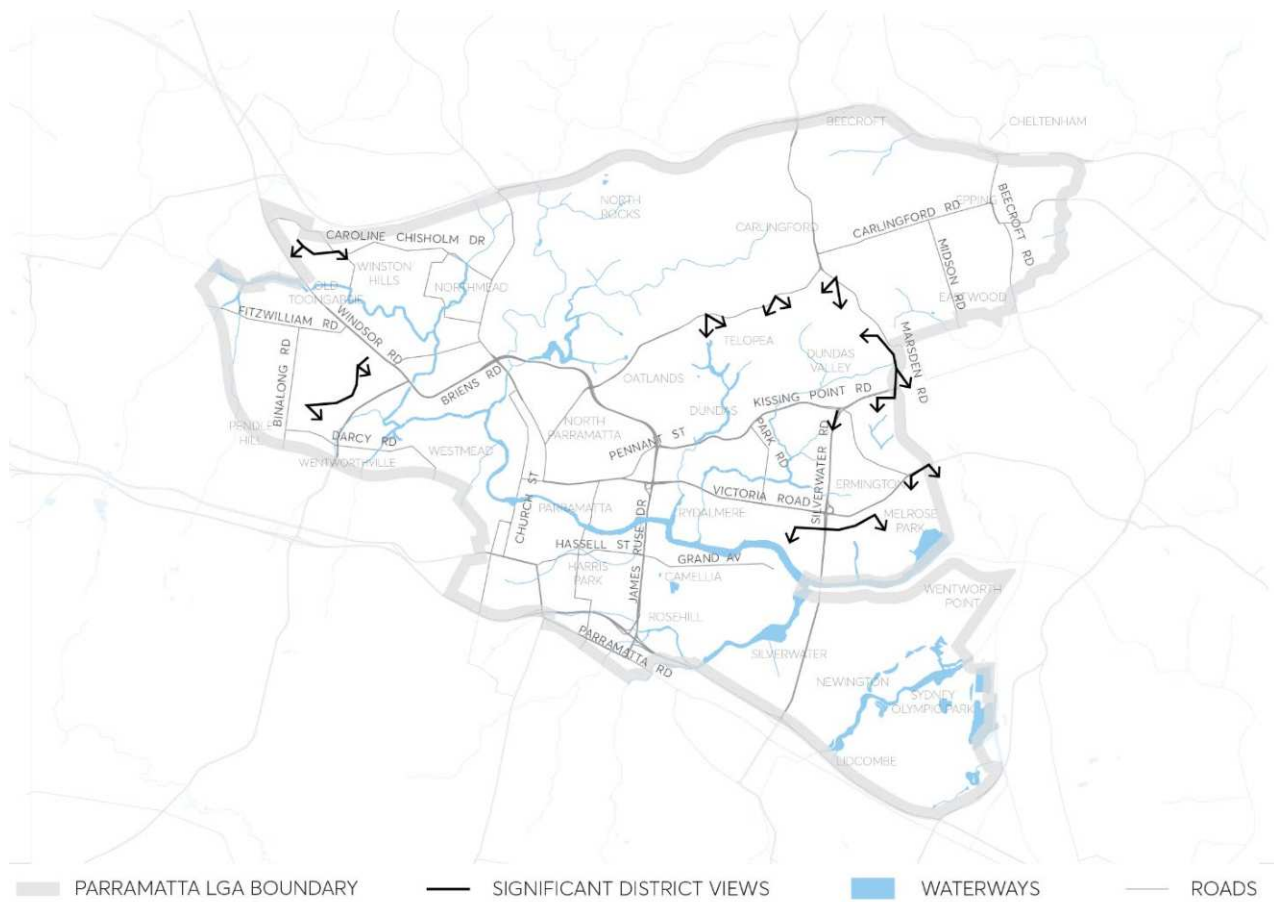 BEECROFT
CHELTENHAM
NORTH
ROCKS
CARLINGFORD
CARLINGFORD RD
EPPING
BEECROFT RD
MIDSON RD
EASTWOOD
CAROLINE CHISHOLM DR
WINSTON
HILLS
NORTHMEAD
OLD
TOONGABBIE
FITZWILLIAM RD
WINDSOR RD
BINALONG RD
BRIENS RD
TELOPEA
DUNDAS
VALLEY
MARSDEN RD
OATLANDS
KISSING POINT RD
DUNDAS
NORTH
PARRAMATTA
PENNANT ST
PARK RD
SILVERWATER RD
PENDLE
HILL
DARCY RD
WENTWORTHVILLE
WESTMEAD
CHURCH ST
VICTORIA ROAD
ERMINGTON
MELROSE
PARK
PARRAMATTA
JAMES RUSE DR
RYDALMERE
HASSELL ST
GRAND AV
HARRIS
PARK
CAMELLIA
WENTWORTH
POINT
ROSEHILL
PARRAMATTA RD
SILVERWATER
NEWINGTON
SYDNEY
OLYMPIC PARK
LIDCOMBE
PARRAMATTA LGA BOUNDARY
SIGNIFICANT DISTRICT VIEWS
WATERWAYS
ROADS